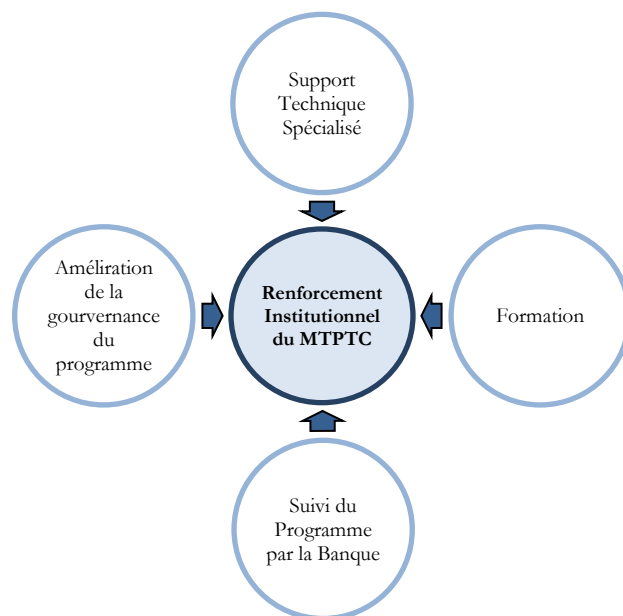 Support
Technique
Spécialisé
Améliration
de la
gourvernance
du
programme
Renforcement
Institutionnel
du MTPTC
Formation
Suivi du
Programme
par la Banque